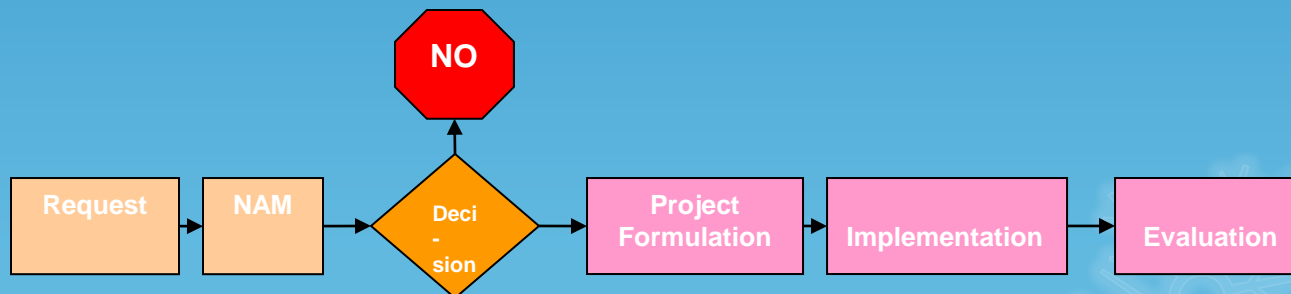 NO
Request
NAM
Deci
-
sion
Project
Formulation
Implementation
Evaluation